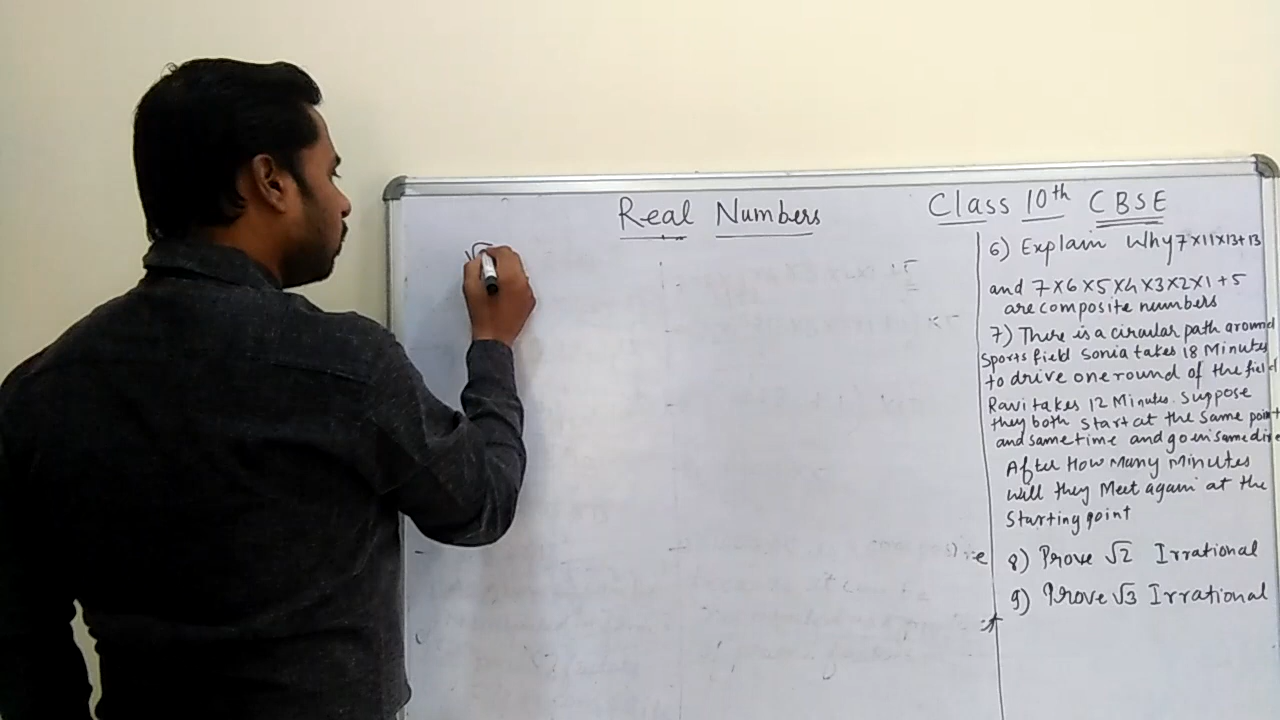 Real Numbers
Class 10th CBSE
6) Explain Why 7×11×13+13
and 7×6×5×4×3×2×1+5
are composite numbers
7) There is a circular path around
Sports field Sonia takes 18 Minutes
to drive one round of the field
Ravi takes 12 Minutes. Suppose
they both start at the same point
and same time and go in same dire
After How Many Minutes
will they Meet again at the
Starting point
8) Prove √2 Irrational
9) Prove √3 Irrational